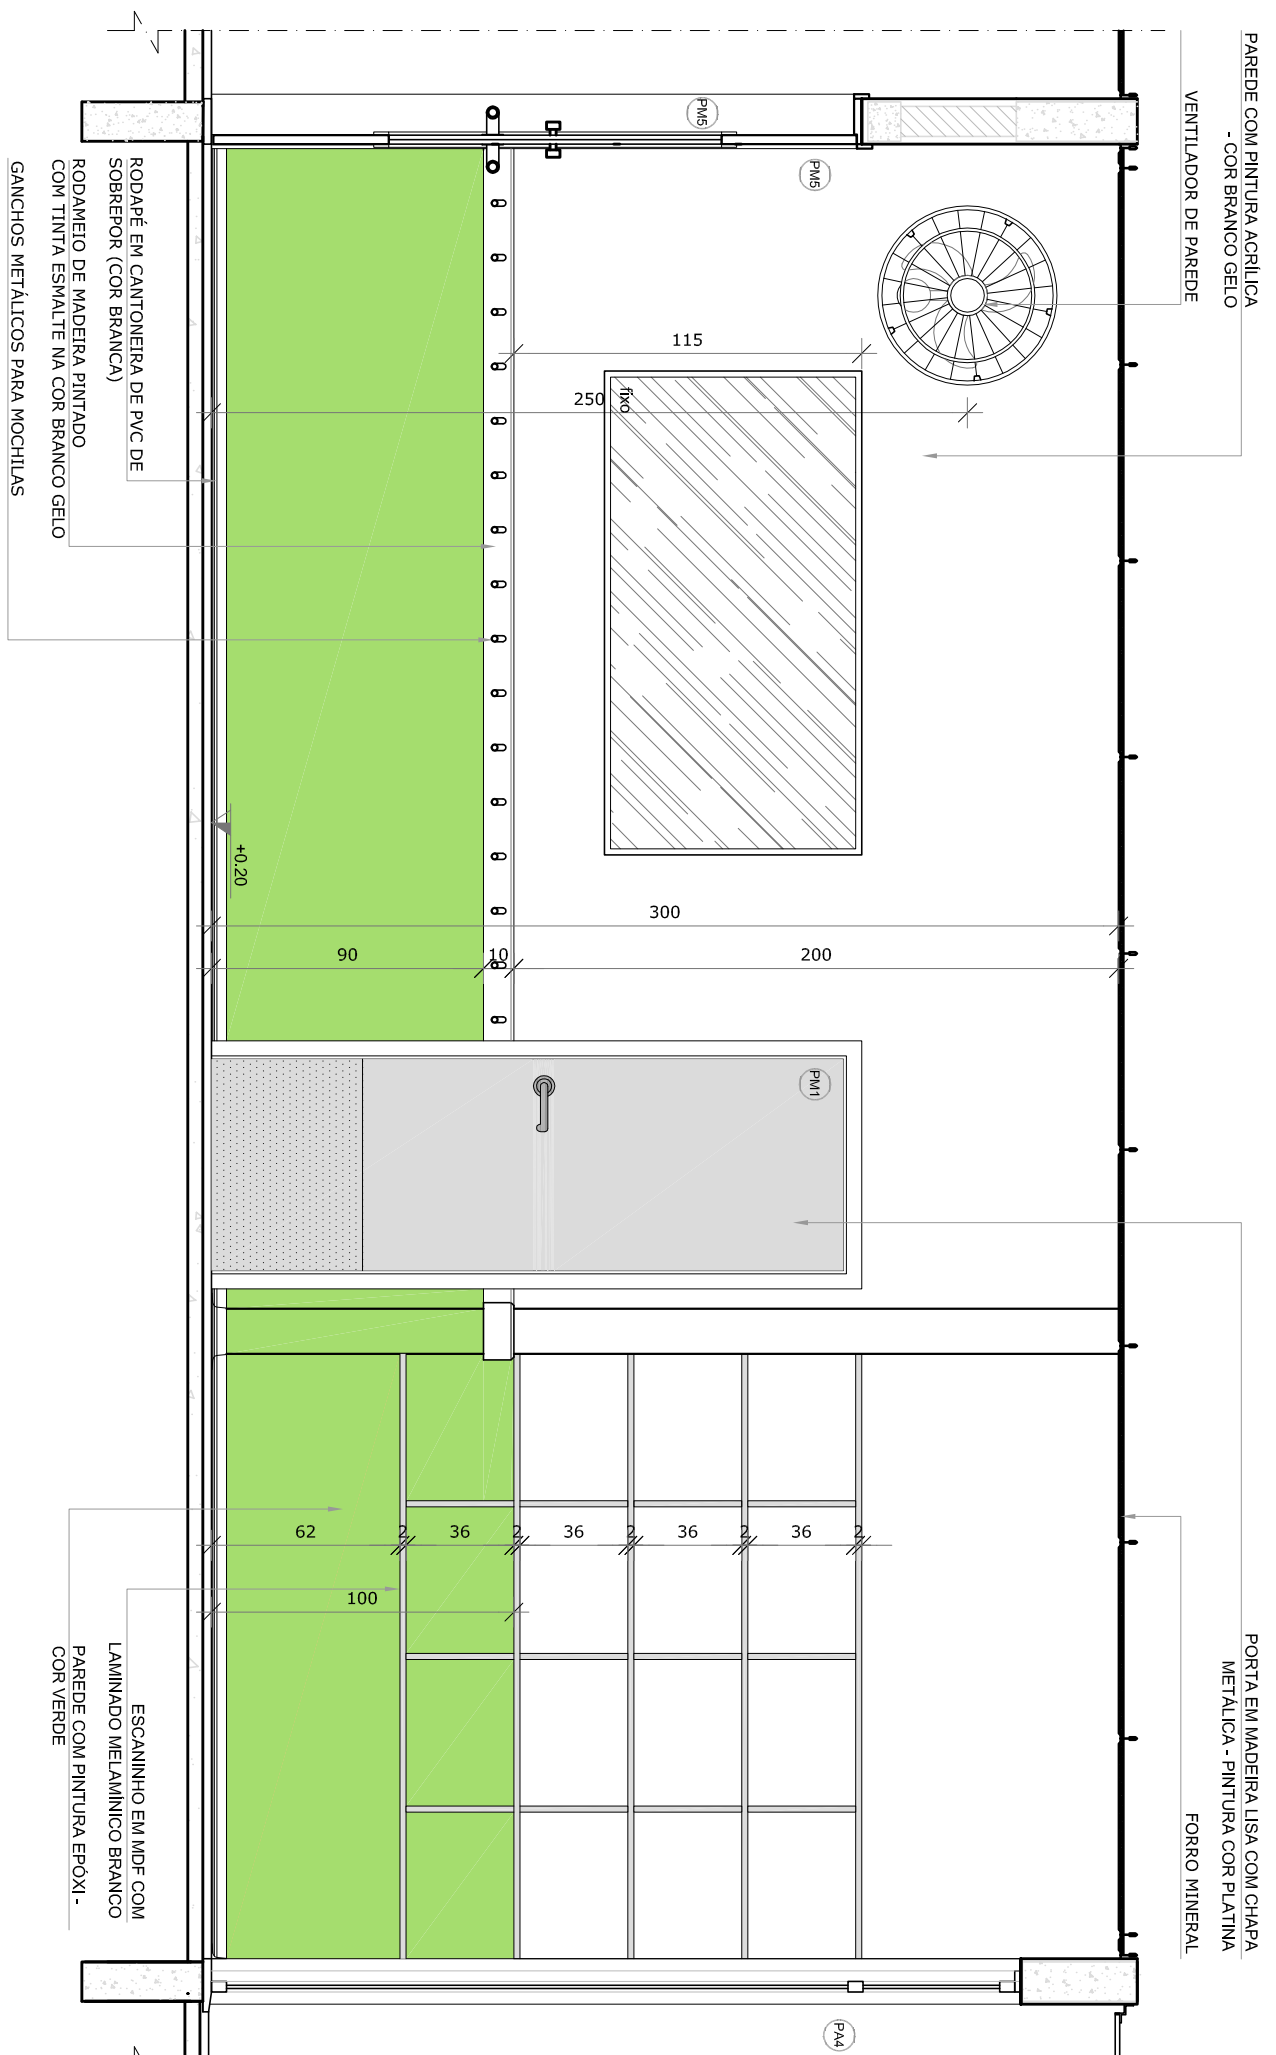 PAREDE COM PINTURA ACRÍLICA
- COR BRANCO GELO
VENTILADOR DE PAREDE
PORTA EM MADEIRA LISA COM CHAPA
METÁLICA - PINTURA COR PLATINA
FORRO MINERAL
PM5
PM5
115
250
fixo
300
90
10
200
+0.20
PM1
62
2
36
2
36
2
36
2
36
2
100
PA4
RODAPÉ EM CANTONEIRA DE PVC DE
SOBREPOR (COR BRANCA)
RODAMEIO DE MADEIRA PINTADO
COM TINTA ESMALTE NA COR BRANCO GELO
GANCHOS METÁLICOS PARA MOCHILAS
ESCANINHO EM MDF COM
LAMINADO MELAMÍNICO BRANCO
PAREDE COM PINTURA EPÓXI -
COR VERDE